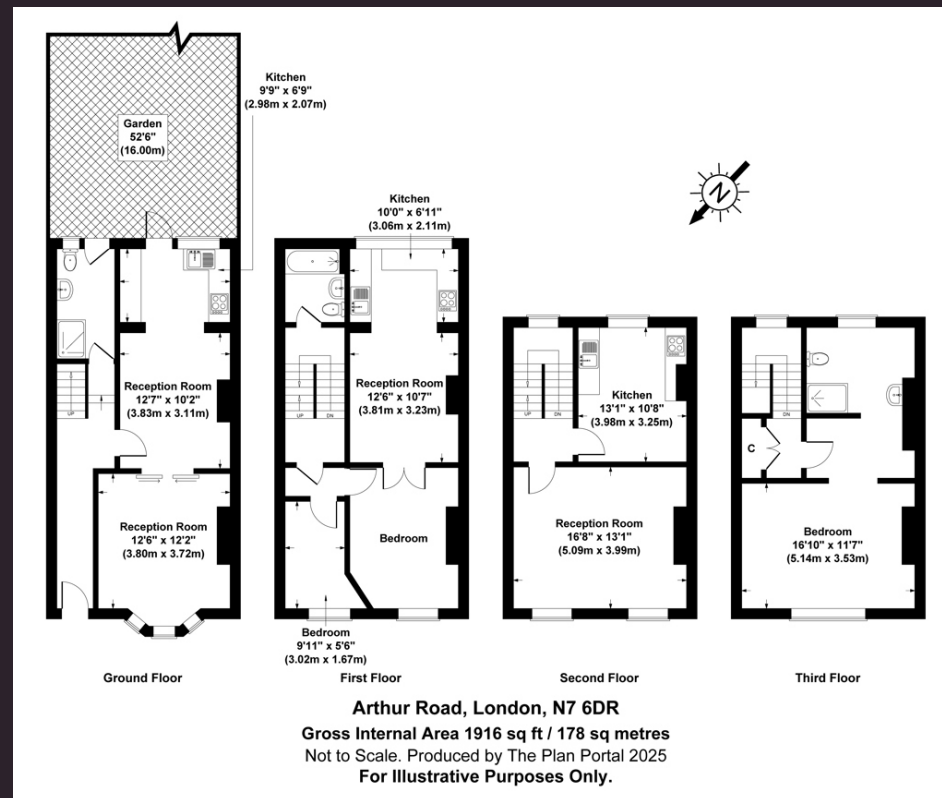 Kitchen
9'9" x 6'9"
(2.98m x 2.07m)
Garden
52'6"
(16.00m)
Reception Room
12'7" x 10'2"
(3.83m x 3.11m)
UP
Reception Room
12'6" x 12'2"
(3.80m x 3.72m)
Ground Floor
Kitchen
10'0" x 6'11"
(3.06m x 2.11m)
Reception Room
12'6" x 10'7"
(3.81m x 3.23m)
UP
DN
Bedroom
Bedroom
9'11" x 5'6"
(3.02m x 1.67m)
First Floor
N
Kitchen
13'1" x 10'8"
(3.98m x 3.25m)
UP
DN
Reception Room
16'8" x 13'1"
(5.09m x 3.99m)
Second Floor
DN
C
Bedroom
16'10" x 11'7"
(5.14m x 3.53m)
Third Floor
Arthur Road, London, N7 6DR
Gross Internal Area 1916 sq ft / 178 sq metres
Not to Scale. Produced by The Plan Portal 2025
For Illustrative Purposes Only.